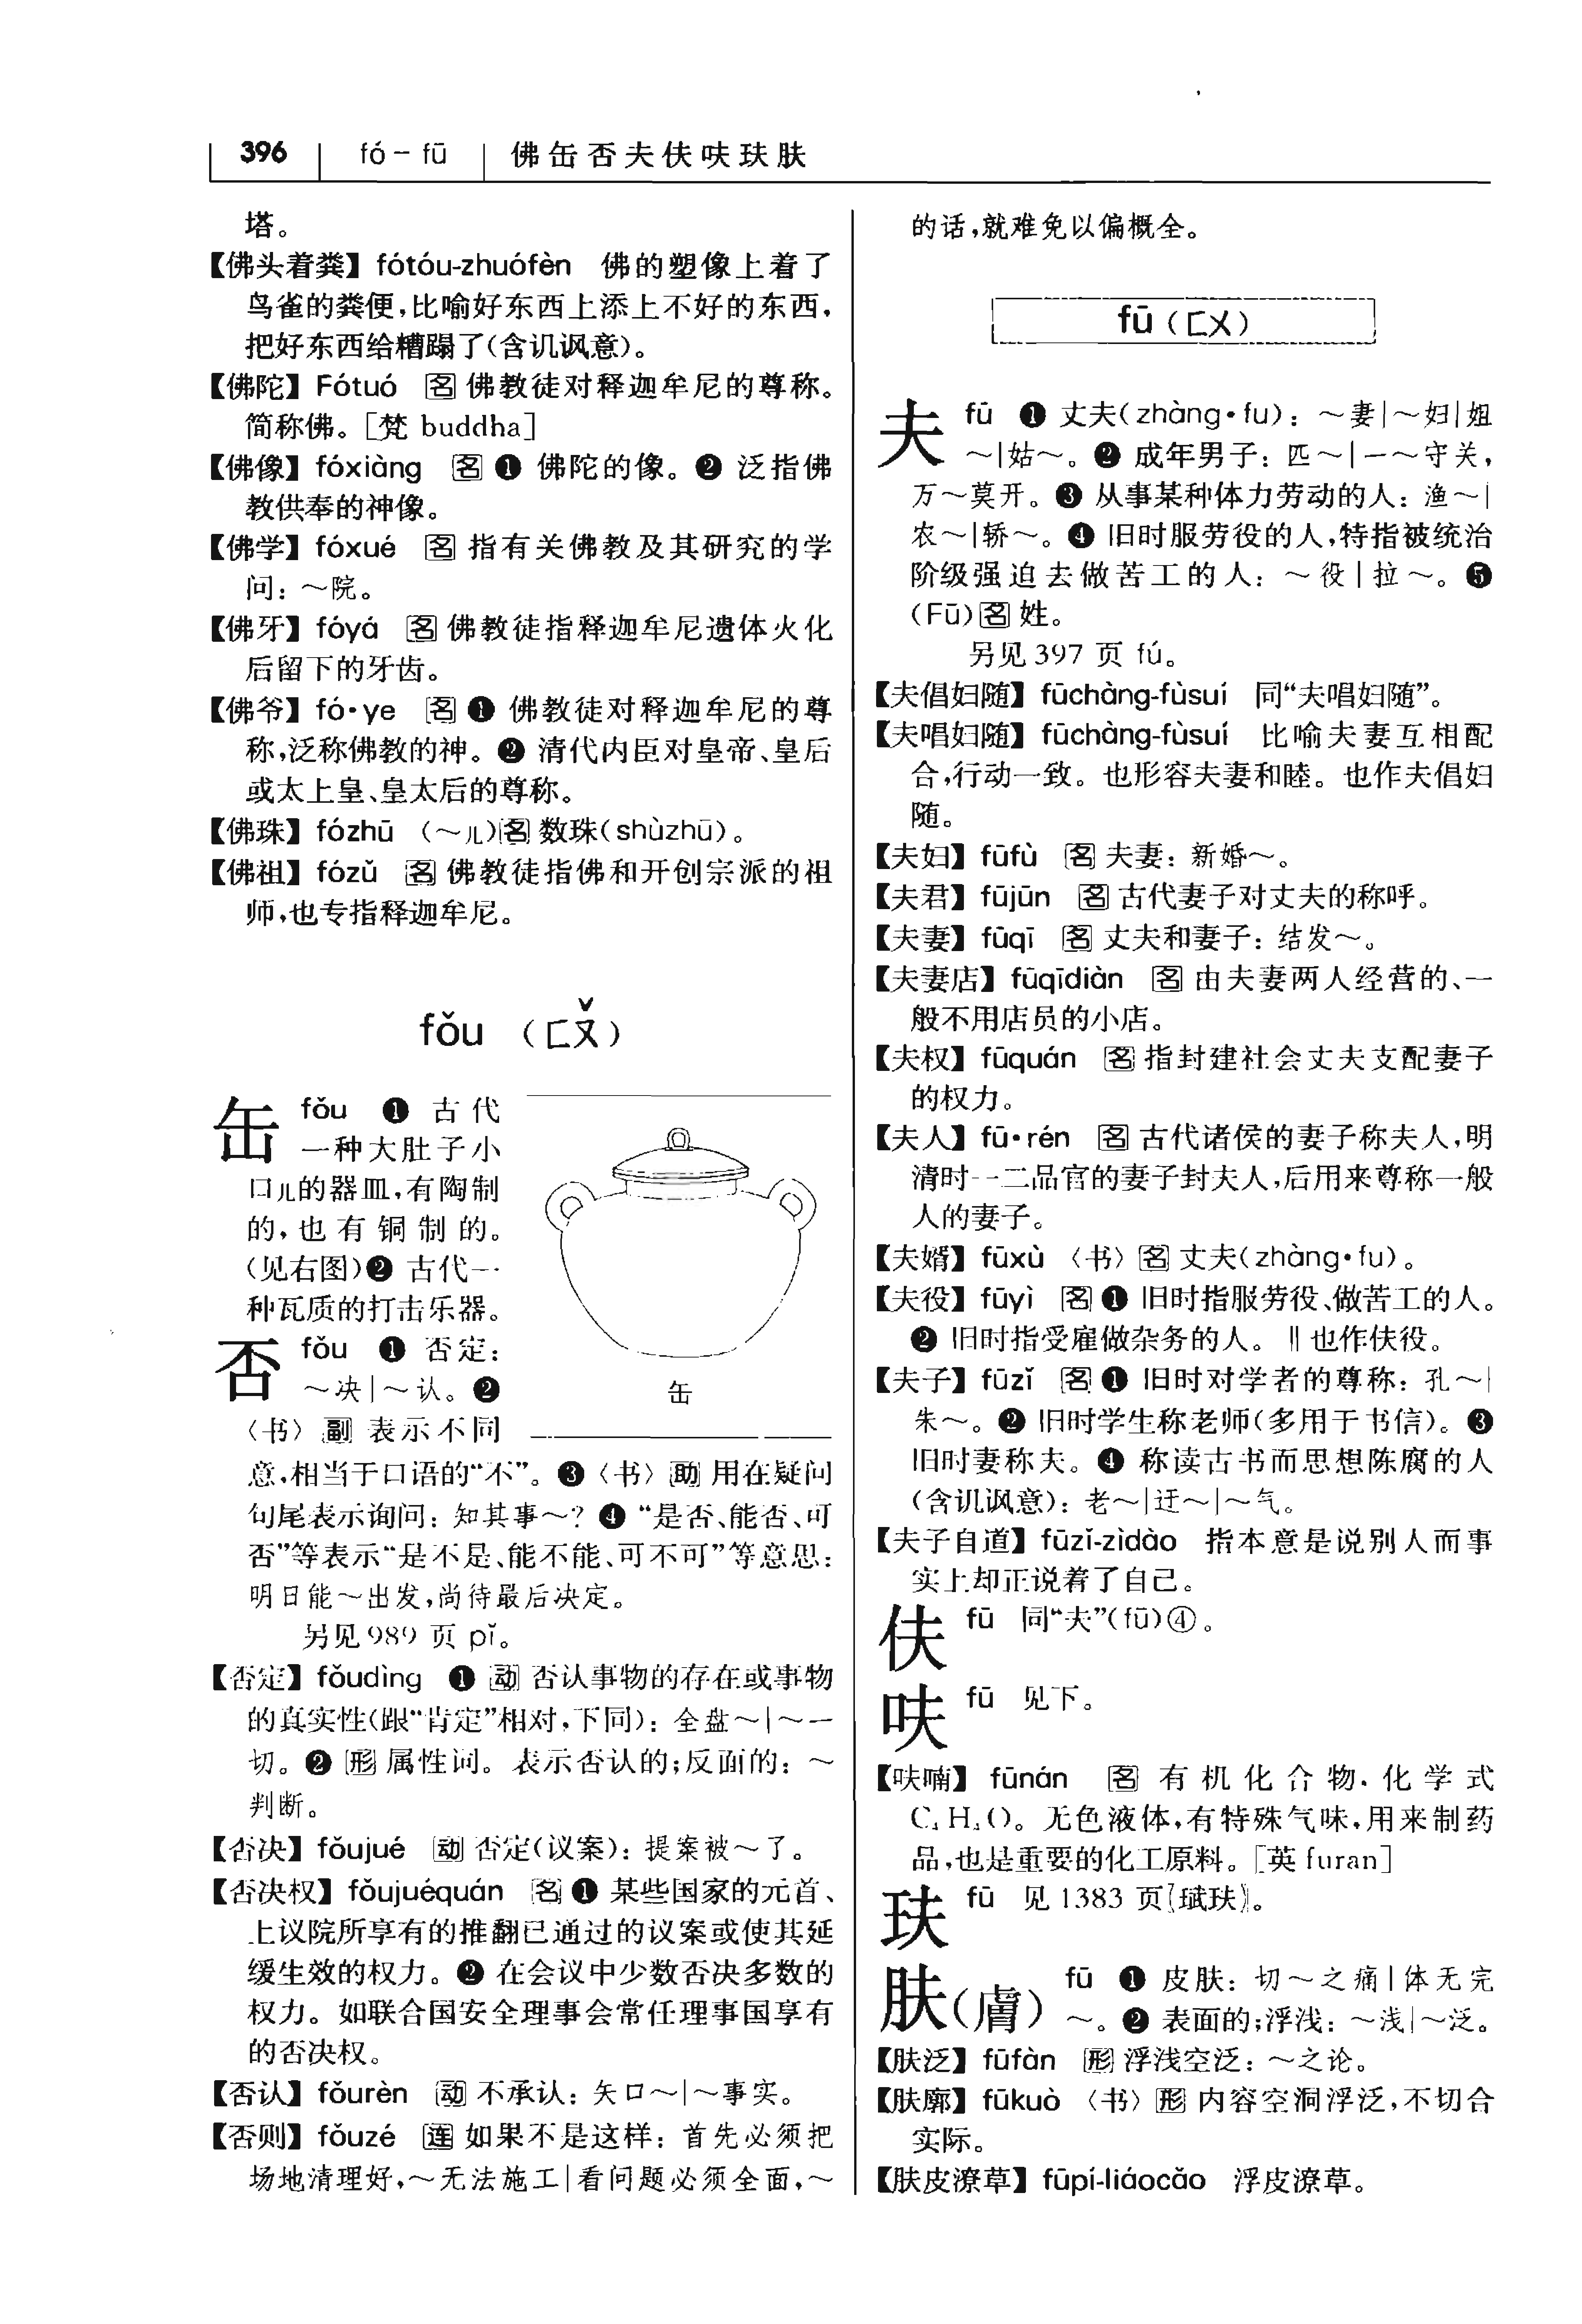 396 fó－fū 佛缶否夫伕呋玞肤
塔。
【佛头着粪】 fótóu-zhuófèn 佛的塑像上着了
鸟雀的粪便,比喻好东西上添上不好的东西,
把好东西给糟蹋了(含讥讽意)。
【佛陀】 Fótuó 名 佛教徒对释迦牟尼的尊称。
简称佛。[梵 buddha]
【佛像】 fóxiàng 名 ❶ 佛陀的像。❷ 泛指佛
教供奉的神像。
【佛学】 fóxué 名 指有关佛教及其研究的学
问：～院。
【佛牙】 fóyá 名 佛教徒指释迦牟尼遗体火化
后留下的牙齿。
【佛爷】 fó·ye 名 ❶ 佛教徒对释迦牟尼的尊
称,泛称佛教的神。❷ 清代内臣对皇帝、皇后
或太上皇、皇太后的尊称。
【佛珠】 fózhū (～儿)名 数珠(shùzhū)。
【佛祖】 fózǔ 名 佛教徒指佛和开创宗派的祖
师,也专指释迦牟尼。
fǒu (ㄈㄡˇ)
缶 fǒu ❶ 古代
一种大肚子小
口儿的器皿,有陶制
的,也有铜制的。
(见右图)❷ 古代一
种瓦质的打击乐器。
缶
否 fǒu ❶ 否定：
～决|～认。❷
〈书〉副 表示不同
意,相当于口语的“不”。❸〈书〉助 用在疑问
句尾表示询问：知其事～？❹ “是否、能否、可
否”等表示“是不是、能不能、可不可”等意思：
明日能～出发,尚待最后决定。
另见 989 页 pǐ。
【否定】 fǒudìng ❶ 动 否认事物的存在或事物
的真实性(跟“肯定”相对,下同)：全盘～|～一
切。❷ 形 属性词。表示否认的;反面的：～
判断。
【否决】 fǒujué 动 否定(议案)：提案被～了。
【否决权】 fǒujuéquán 名 ❶ 某些国家的元首、
上议院所享有的推翻已通过的议案或使其延
缓生效的权力。❷ 在会议中少数否决多数的
权力。如联合国安全理事会常任理事国享有
的否决权。
【否认】 fǒurèn 动 不承认：矢口～|～事实。
【否则】 fǒuzé 连 如果不是这样：首先必须把
场地清理好,～无法施工|看问题必须全面,～
的话,就难免以偏概全。
fū (ㄈㄨ)
夫 fū ❶ 丈夫(zhàng·fu)：～妻|～妇|姐
～|姑～。❷ 成年男子：匹～|一～守关,
万～莫开。❸ 从事某种体力劳动的人：渔～|
农～|轿～。❹ 旧时服劳役的人,特指被统治
阶级强迫去做苦工的人：～役|拉～。❺
(Fū)名 姓。
另见 397 页 fú。
【夫倡妇随】 fūchàng-fùsuí 同“夫唱妇随”。
【夫唱妇随】 fūchàng-fùsuí 比喻夫妻互相配
合,行动一致。也形容夫妻和睦。也作夫倡妇
随。
【夫妇】 fūfù 名 夫妻：新婚～。
【夫君】 fūjūn 名 古代妻子对丈夫的称呼。
【夫妻】 fūqī 名 丈夫和妻子：结发～。
【夫妻店】 fūqīdiàn 名 由夫妻两人经营的、一
般不用店员的小店。
【夫权】 fūquán 名 指封建社会丈夫支配妻子
的权力。
【夫人】 fū·rén 名 古代诸侯的妻子称夫人,明
清时一二品官的妻子封夫人,后用来尊称一般
人的妻子。
【夫婿】 fūxù 〈书〉名 丈夫(zhàng·fu)。
【夫役】 fūyì 名 ❶ 旧时指服劳役、做苦工的人。
❷ 旧时指受雇做杂务的人。‖也作伕役。
【夫子】 fūzǐ 名 ❶ 旧时对学者的尊称：孔～|
朱～。❷ 旧时学生称老师(多用于书信)。❸
旧时妻称夫。❹ 称读古书而思想陈腐的人
(含讥讽意)：老～|迂～|～气。
【夫子自道】 fūzǐ-zìdào 指本意是说别人而事
实上却正说着了自己。
伕 fū 同“夫”(fū)④。
呋 fū 见下。
【呋喃】 fūnán 名 有机化合物,化学式
C₄H₄O。无色液体,有特殊气味,用来制药
品,也是重要的化工原料。[英 furan]
玞 fū 见 1383 页〖珷玞〗。
肤(膚) fū ❶ 皮肤：切～之痛|体无完
～。❷ 表面的;浮浅：～浅|～泛。
【肤泛】 fūfàn 形 浮浅空泛：～之论。
【肤廓】 fūkuò 〈书〉形 内容空洞浮泛,不切合
实际。
【肤皮潦草】 fūpí-liáocǎo 浮皮潦草。